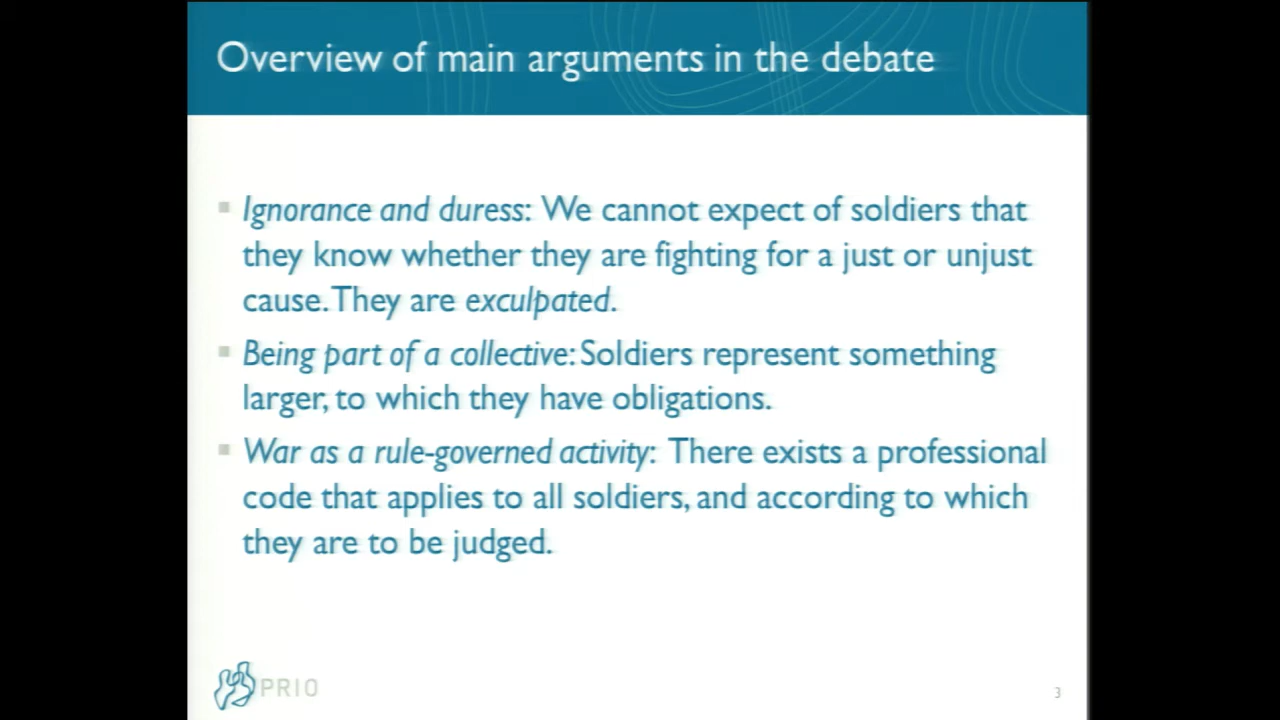 Overview of main arguments in the debate
Ignorance and duress: We cannot expect of soldiers that
they know whether they are fighting for a just or unjust
cause. They are exculpated.
Being part of a collective: Soldiers represent something
larger, to which they have obligations.
War as a rule-governed activity: There exists a professional
code that applies to all soldiers, and according to which
they are to be judged.
PRIO
3